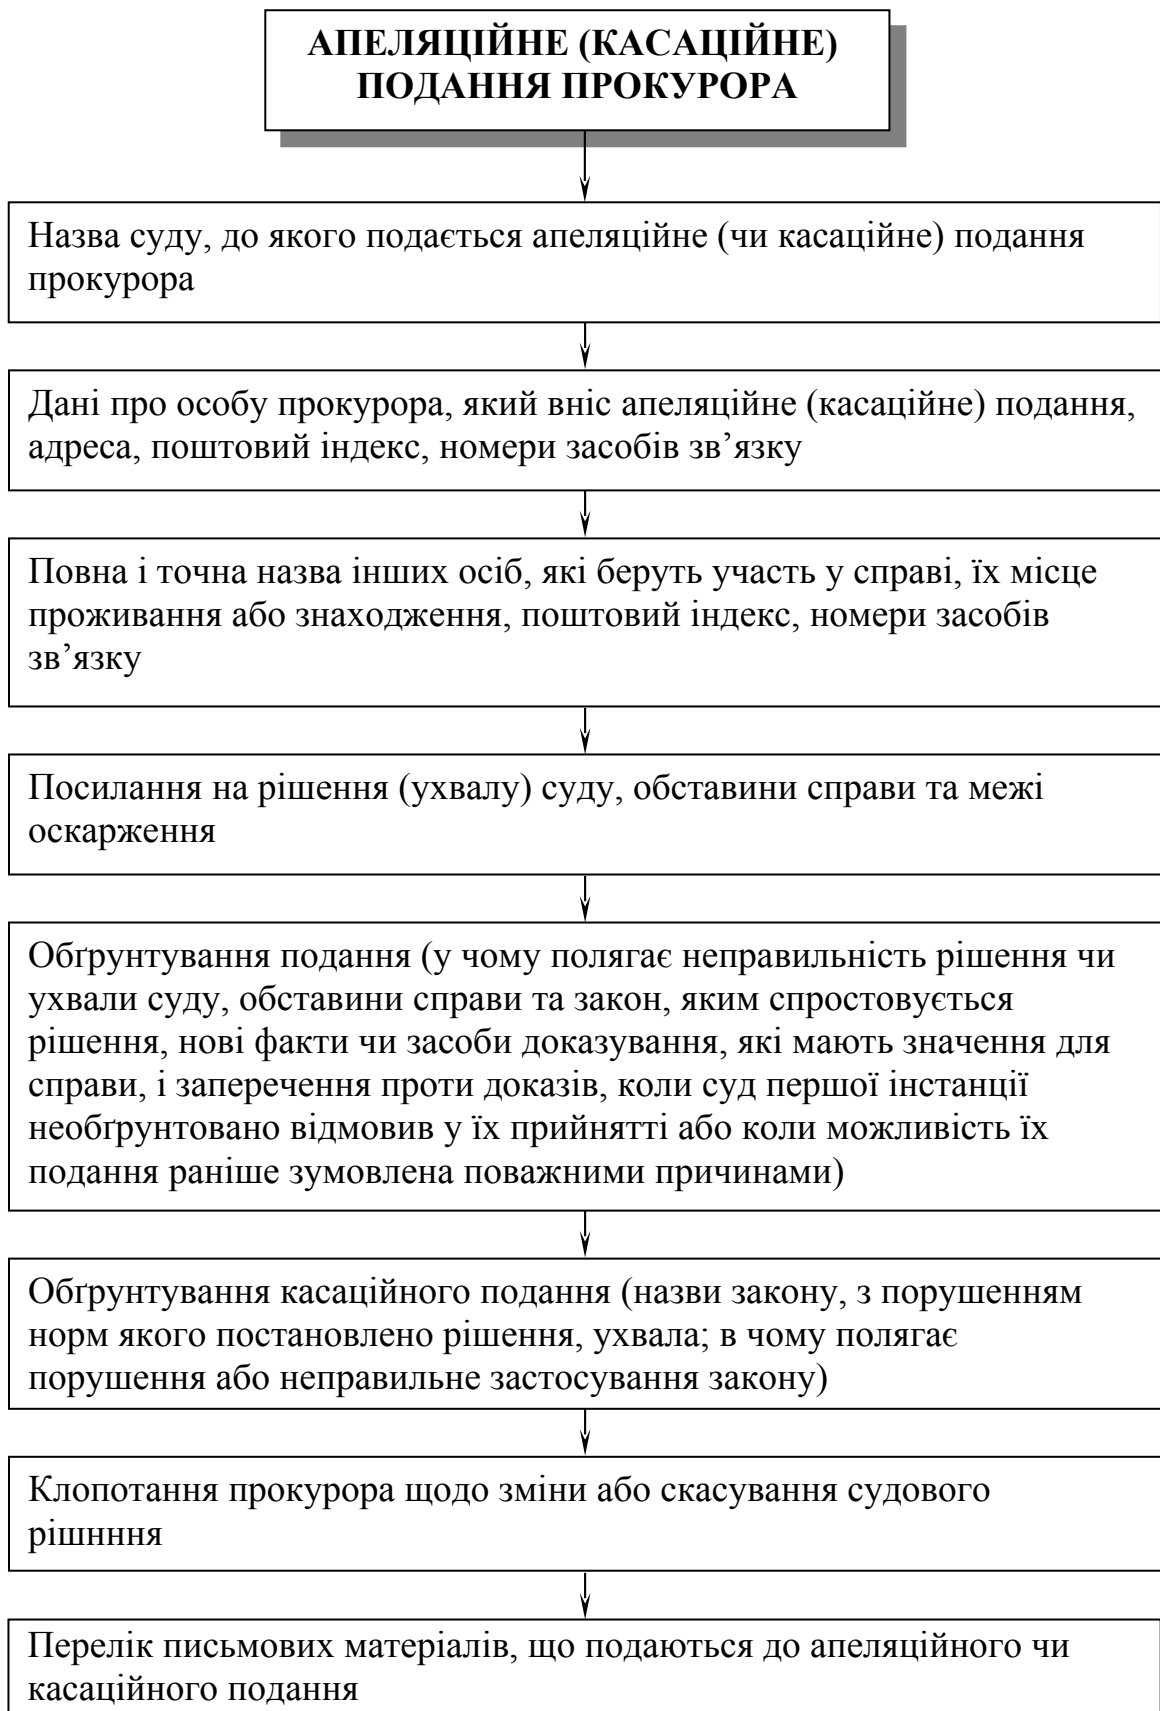 АПЕЛЯЦІЙНЕ (КАСАЦІЙНЕ)
ПОДАННЯ ПРОКУРОРА
Назва суду, до якого подається апеляційне (чи касаційне) подання
прокурора
Дані про особу прокурора, який вніс апеляційне (касаційне) подання,
адреса, поштовий індекс, номери засобів зв’язку
Повна і точна назва інших осіб, які беруть участь у справі, їх місце
проживання або знаходження, поштовий індекс, номери засобів
зв’язку
Посилання на рішення (ухвалу) суду, обставини справи та межі
оскарження
Обґрунтування подання (у чому полягає неправильність рішення чи
ухвали суду, обставини справи та закон, яким спростовується
рішення, нові факти чи засоби доказування, які мають значення для
справи, і заперечення проти доказів, коли суд першої інстанції
необґрунтовано відмовив у їх прийнятті або коли можливість їх
подання раніше зумовлена поважними причинами)
Обґрунтування касаційного подання (назви закону, з порушенням
норм якого постановлено рішення, ухвала; в чому полягає
порушення або неправильне застосування закону)
Клопотання прокурора щодо зміни або скасування судового
рішнння
Перелік письмових матеріалів, що подаються до апеляційного чи
касаційного подання